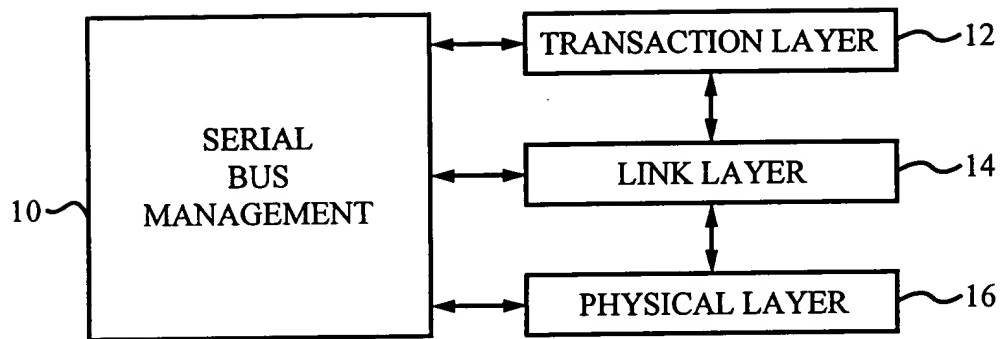 TRANSACTION LAYER
12
SERIAL
BUS
MANAGEMENT
10
LINK LAYER
14
PHYSICAL LAYER
16